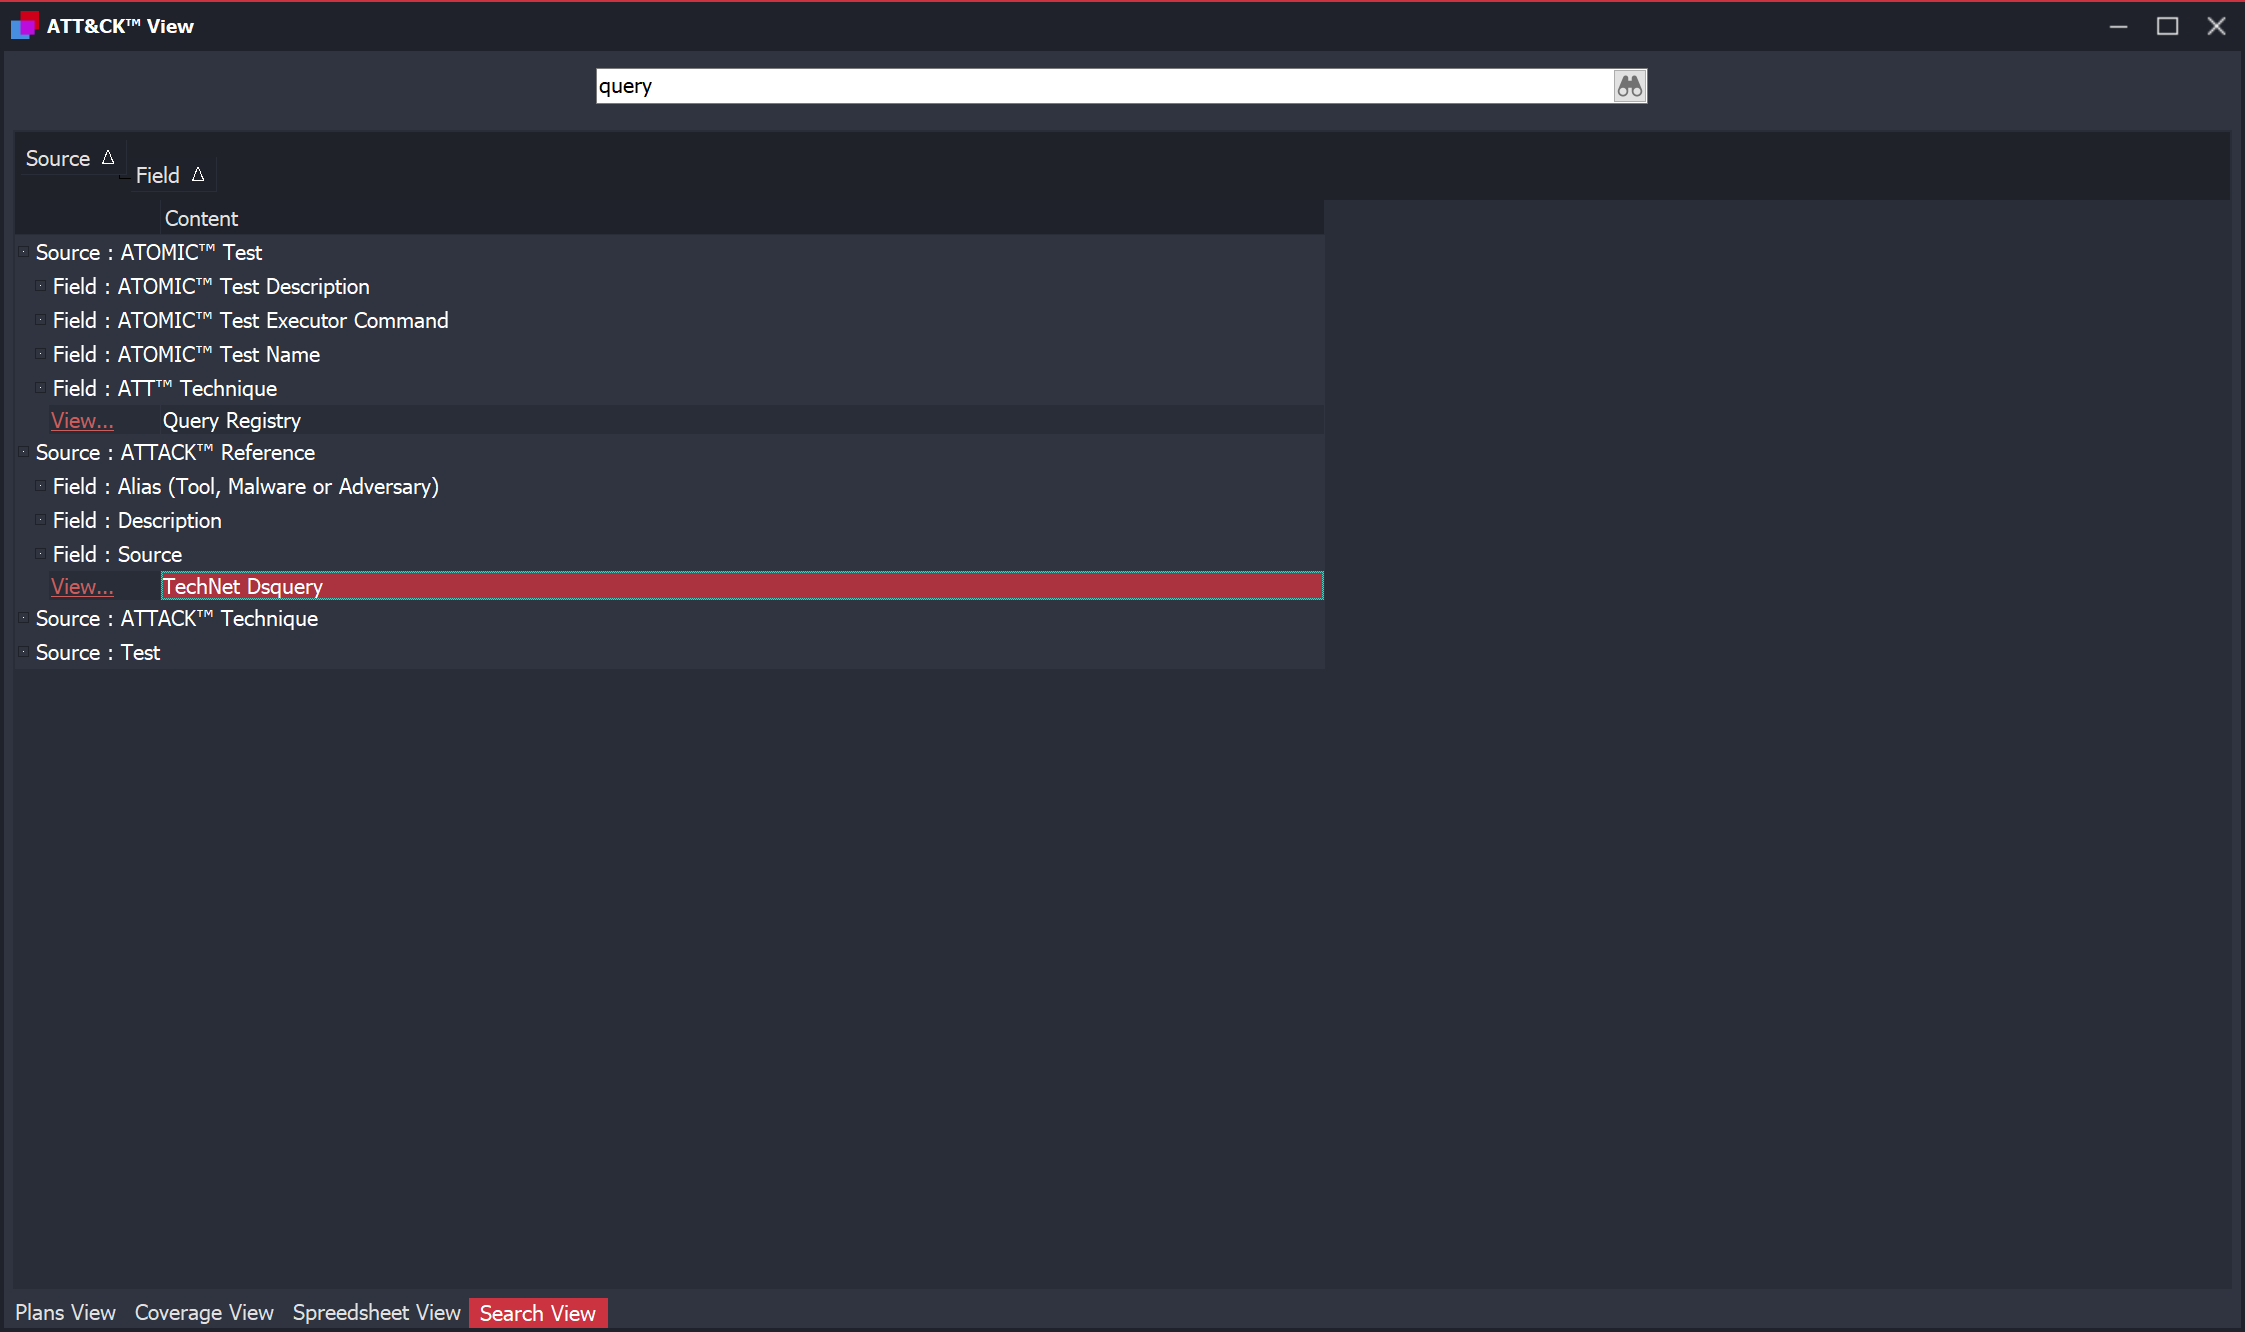 ATT&CK™ View
query
Source
Field
Content
Source : ATOMIC™ Test
Field : ATOMIC™ Test Description
Field : ATOMIC™ Test Executor Command
Field : ATOMIC™ Test Name
Field : ATT™ Technique
View... Query Registry
Source : ATTACK™ Reference
Field : Alias (Tool, Malware or Adversary)
Field : Description
Field : Source
View... TechNet Dsquery
Source : ATTACK™ Technique
Source : Test
Plans View Coverage View Spreedsheet View Search View